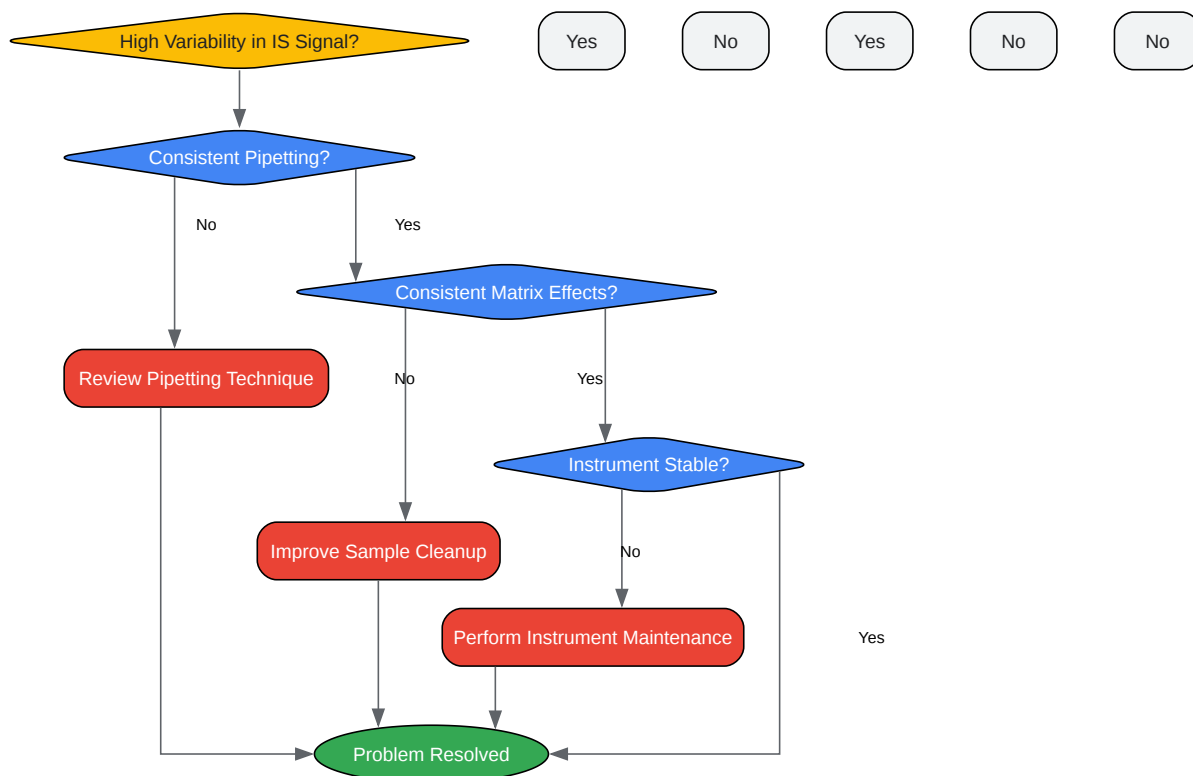 High Variability in IS Signal?
Yes
No
Yes
No
No
Consistent Pipetting?
No
Yes
Consistent Matrix Effects?
Review Pipetting Technique
No
Yes
Instrument Stable?
Improve Sample Cleanup
No
Perform Instrument Maintenance
Yes
Problem Resolved